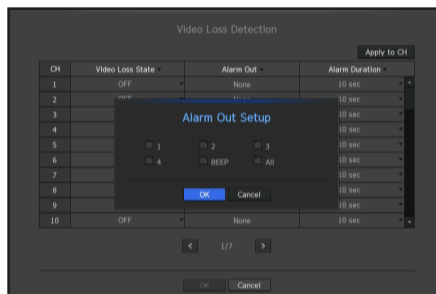 Video Loss Detection
Apply to CH
CH Video Loss State Alarm Out Alarm Duration
1 OFF None 10 sec
2 OFF None 10 sec
3 10 sec
4 10 sec
5 10 sec
6 10 sec
7 10 sec
8 10 sec
9 10 sec
10 OFF None 10 sec
Alarm Out Setup
1 2 3
4 BEEP All
OK Cancel
1/7
OK Cancel